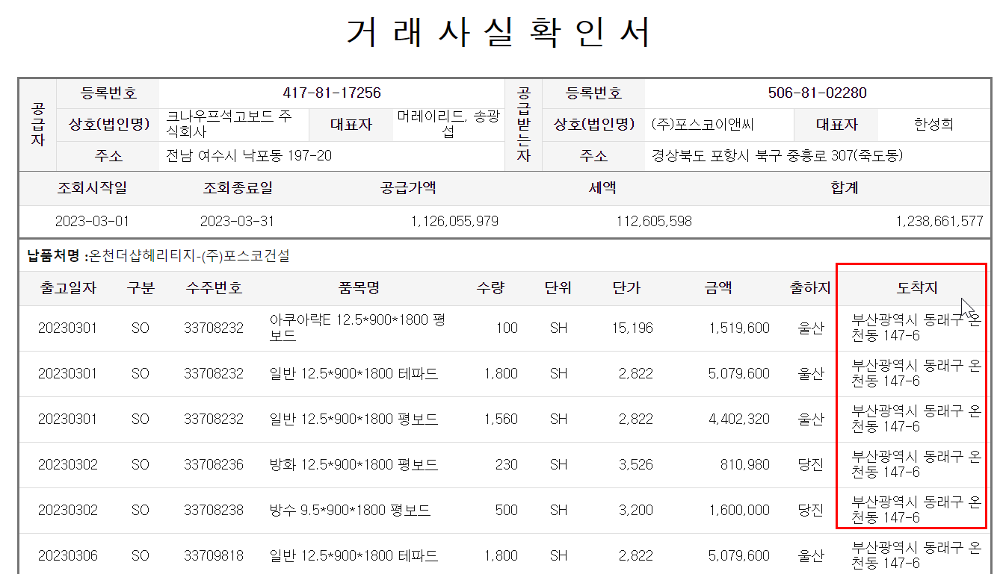 거 래 사 실 확 인 서
공급자 등록번호 417-81-17256 공급받는자 등록번호 506-81-02280
상호(법인명) 크나우프석고보드 주식회사 대표자 머레이리드, 송광섭 상호(법인명) (주)포스코이앤씨 대표자 한성희
주소 전남 여수시 낙포동 197-20 주소 경상북도 포항시 북구 중흥로 307(죽도동)
조회시작일 조회종료일 공급가액 세액 합계
2023-03-01 2023-03-31 1,126,055,979 112,605,598 1,238,661,577
납품처명 :온천더샵헤리티지-(주)포스코건설
출고일자 구분 수주번호 품목명 수량 단위 단가 금액 출하지 도착지
20230301 SO 33708232 아쿠아락E 12.5*900*1800 평보드 100 SH 15,196 1,519,600 울산 부산광역시 동래구 온천동 147-6
20230301 SO 33708232 일반 12.5*900*1800 테파드 1,800 SH 2,822 5,079,600 울산 부산광역시 동래구 온천동 147-6
20230301 SO 33708232 일반 12.5*900*1800 평보드 1,560 SH 2,822 4,402,320 울산 부산광역시 동래구 온천동 147-6
20230302 SO 33708236 방화 12.5*900*1800 평보드 230 SH 3,526 810,980 당진 부산광역시 동래구 온천동 147-6
20230302 SO 33708238 방수 9.5*900*1800 평보드 500 SH 3,200 1,600,000 당진 부산광역시 동래구 온천동 147-6
20230306 SO 33709818 일반 12.5*900*1800 테파드 1,800 SH 2,822 5,079,600 울산 부산광역시 동래구 온천동 147-6